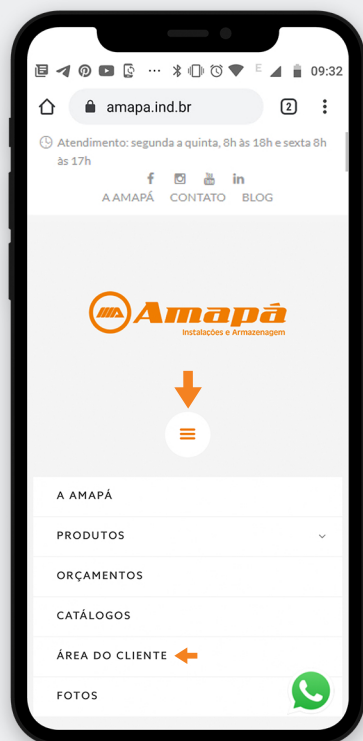 E 09:32
amapa.ind.br 2
Atendimento: segunda a quinta, 8h às 18h e sexta 8h
às 17h
A AMAPÁ CONTATO BLOG
Amapá
Instalações e Armazenagem
A AMAPÁ
PRODUTOS
ORÇAMENTOS
CATÁLOGOS
ÁREA DO CLIENTE
FOTOS